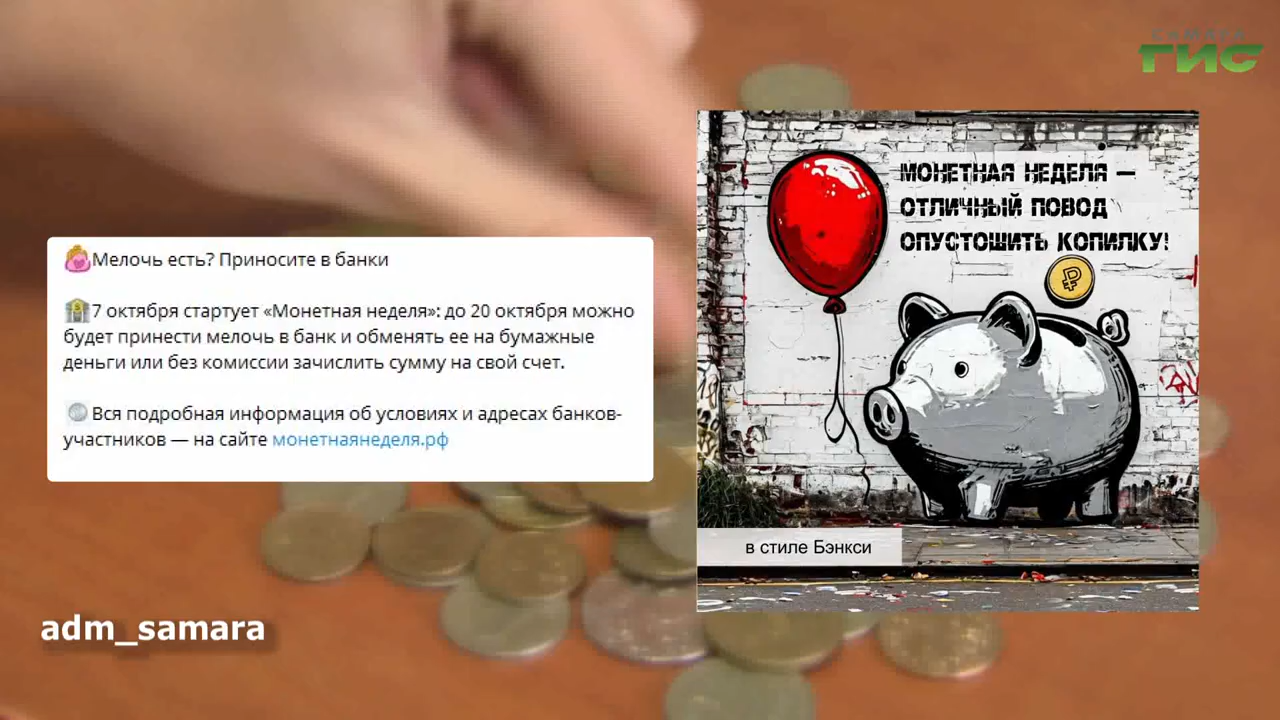 Самара
ГИС
МОНЕТНАЯ НЕДЕЛЯ —
ОТЛИЧНЫЙ ПОВОД
ОПУСТОШИТЬ КОПИЛКУ!
₽
в стиле Бэнкси
Мелочь есть? Приносите в банки
7 октября стартует «Монетная неделя»: до 20 октября можно
будет принести мелочь в банк и обменять ее на бумажные
деньги или без комиссии зачислить сумму на свой счет.
Вся подробная информация об условиях и адресах банков-
участников — на сайте монетнаянеделя.рф
adm_samara